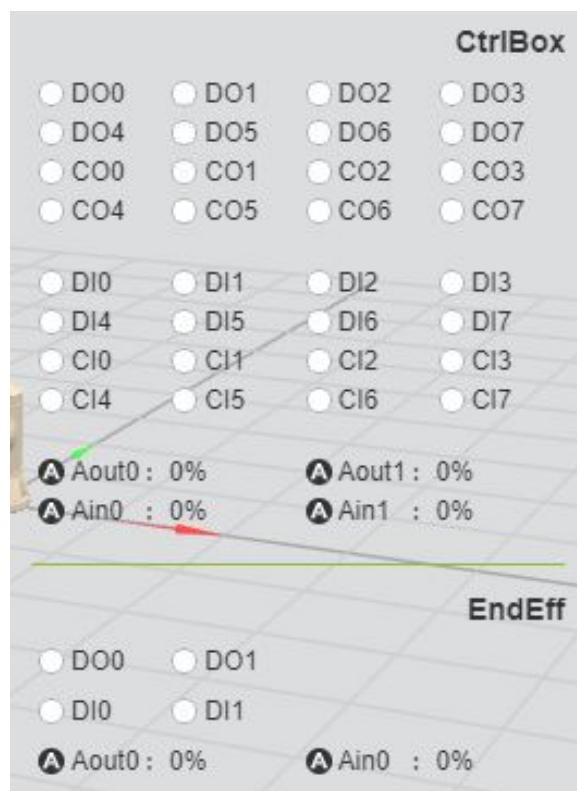 CtrlBox
DO0 DO1 DO2 DO3
DO4 DO5 DO6 DO7
CO0 CO1 CO2 CO3
CO4 CO5 CO6 CO7
DI0 DI1 DI2 DI3
DI4 DI5 DI6 DI7
CI0 CI1 CI2 CI3
CI4 CI5 CI6 CI7
A Aout0 : 0% A Aout1 : 0%
A Ain0 : 0% A Ain1 : 0%
EndEff
DO0 DO1
DI0 DI1
A Aout0 : 0% A Ain0 : 0%